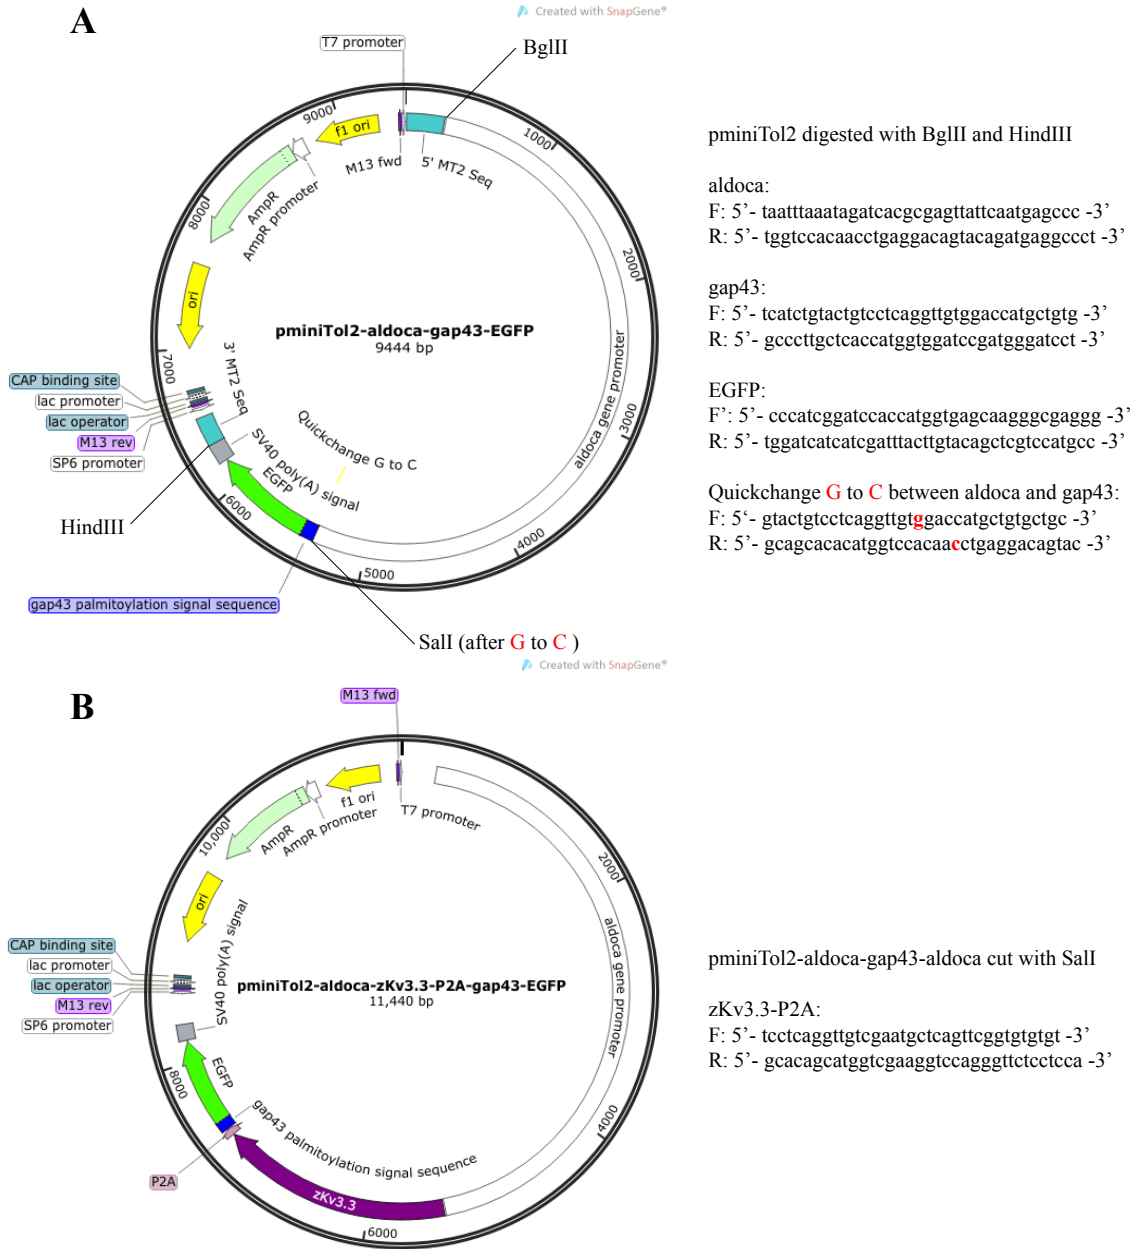 A
Created with SnapGene®
T7 promoter
BglII
9000
f1 ori
M13 fwd
5' MT2 Seq
1000
AmpR promoter
AmpR
8000
2000
ori
pminiTol2-aldoca-gap43-EGFP
9444 bp
aldoca gene promoter
7000
3' MT2 Seq
CAP binding site
lac promoter
lac operator
M13 rev
SP6 promoter
Quickchange G to C
SV40 poly(A) signal
3000
EGFP
6000
HindIII
4000
5000
gap43 palmitoylation signal sequence
SalI (after G to C )
pminiTol2 digested with BglII and HindIII
aldoca:
F: 5’- taatttaaatagatcacgcgagttattcaatgagccc -3’
R: 5’- tggtccacaacctgaggacagtacagatgaggccct -3’
gap43:
F: 5’- tcatctgtactgtcctcaggttgtggaccatgctgtg -3’
R: 5’- gcccttgctcaccatggtggatccgatgggatcct -3’
EGFP:
F’: 5’- cccatcggatccaccatggtgagcaagggcgaggg -3’
R: 5’- tggatcatcatcgatttacttgtacagctcgtccatgcc -3’
Quickchange G to C between aldoca and gap43:
F: 5‘- gtactgtcctcaggttgtggaccatgctgtgctgc -3’
R: 5’- gcagcacacatggtccacaacctgaggacagtac -3’
Created with SnapGene®
B
M13 fwd
f1 ori
T7 promoter
AmpR promoter
AmpR
10,000
2000
ori
SV40 poly(A) signal
aldoca gene promoter
CAP binding site
lac promoter
lac operator
M13 rev
SP6 promoter
pminiTol2-aldoca-zKv3.3-P2A-gap43-EGFP
11,440 bp
8000
EGFP
gap43 palmitoylation signal sequence
4000
P2A
zKv3.3
6000
pminiTol2-aldoca-gap43-aldoca cut with SalI
zKv3.3-P2A:
F: 5’- tcctcaggttgtcgaatgctcagttcggtgtgtgt -3’
R: 5’- gcacagcatggtcgaaggtccagggttctcctcca -3’